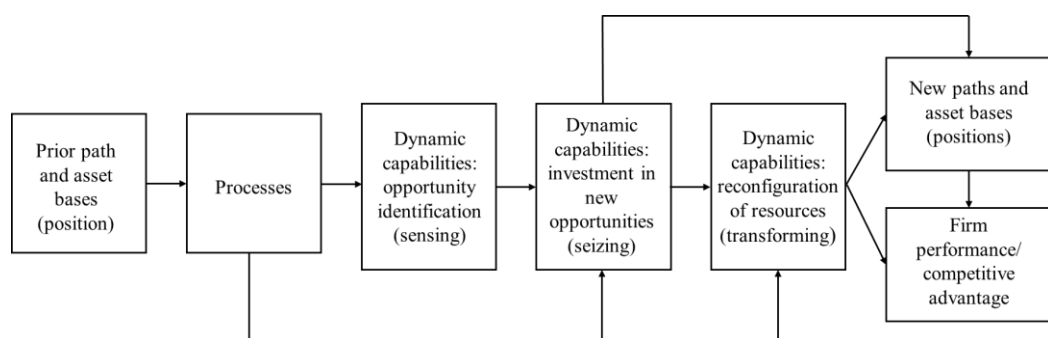 Prior path
and asset
bases
(position)
Processes
Dynamic
capabilities:
opportunity
identification
(sensing)
Dynamic
capabilities:
investment in
new
opportunities
(seizing)
Dynamic
capabilities:
reconfiguration
of resources
(transforming)
New paths and
asset bases
(positions)
Firm
performance/
competitive
advantage